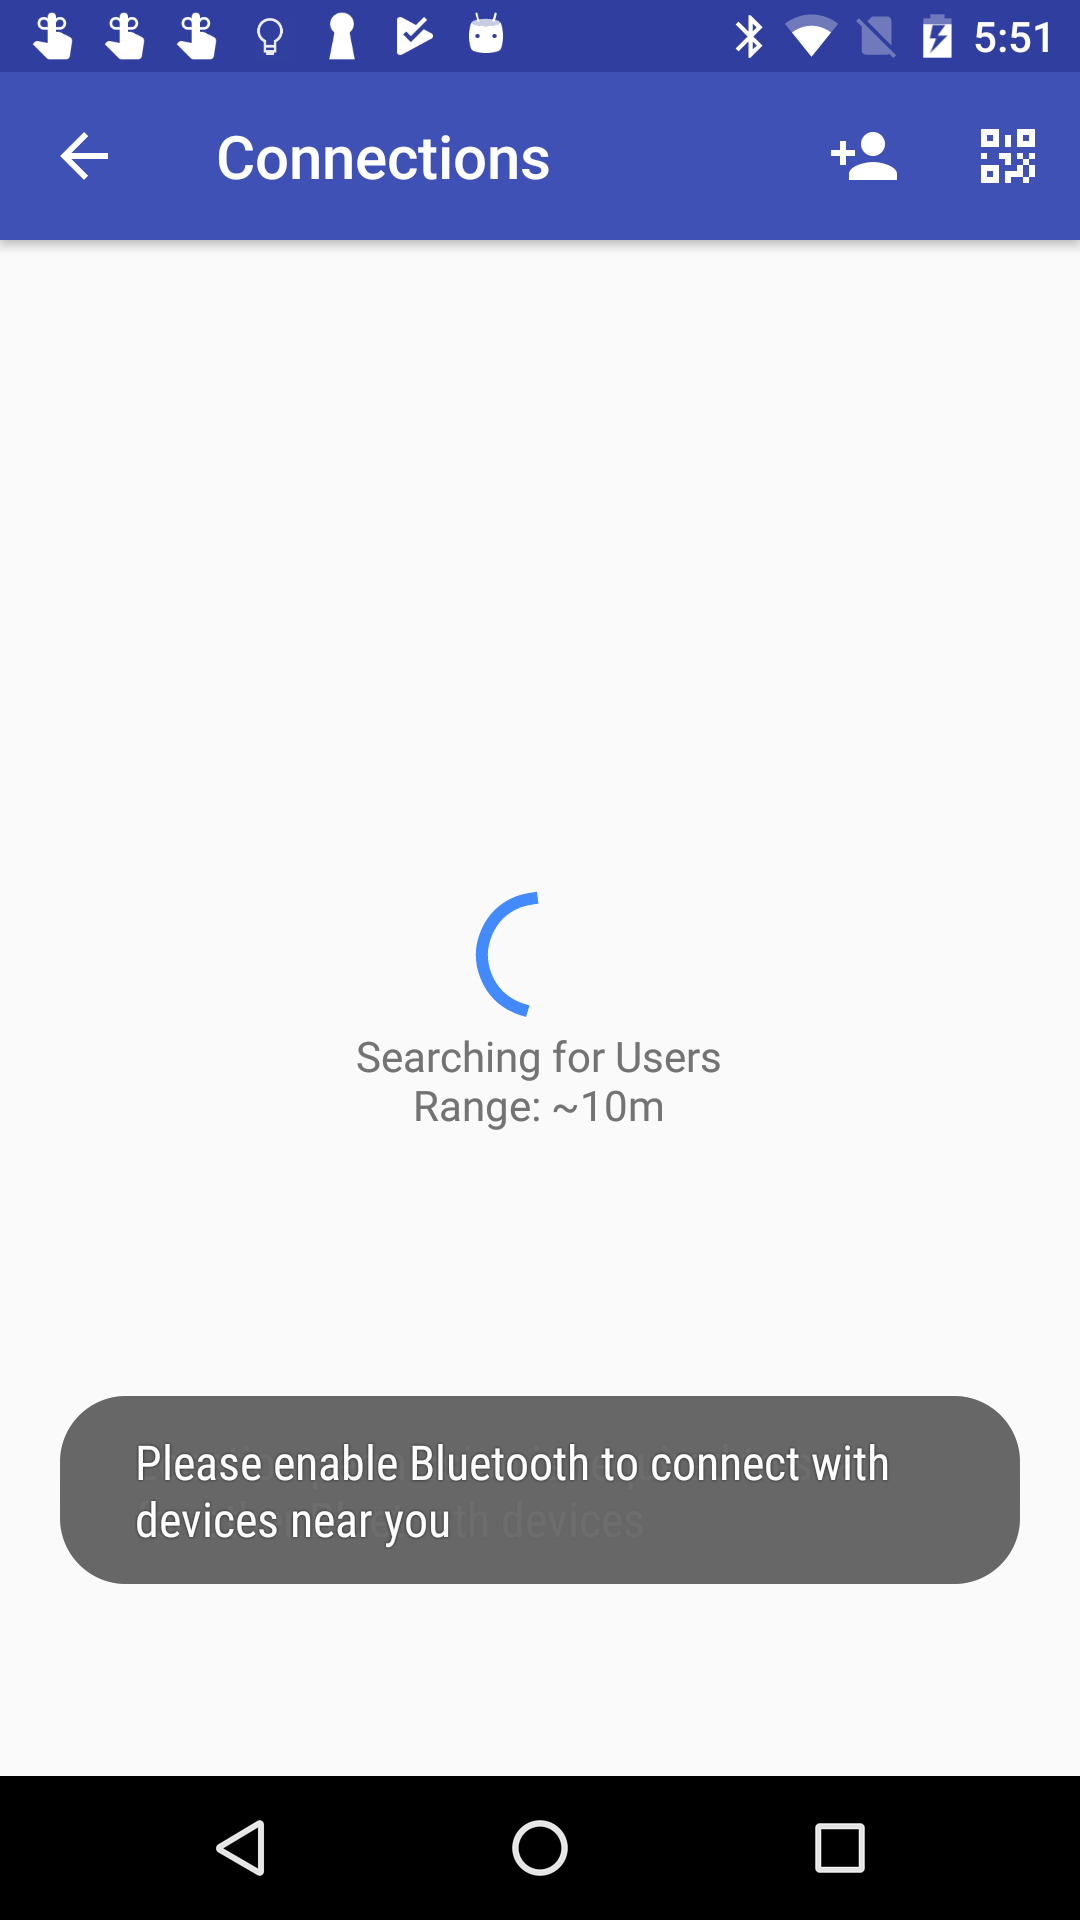 5:51
Connections
Searching for Users
Range: ~10m
Please enable Bluetooth to connect with
devices near you